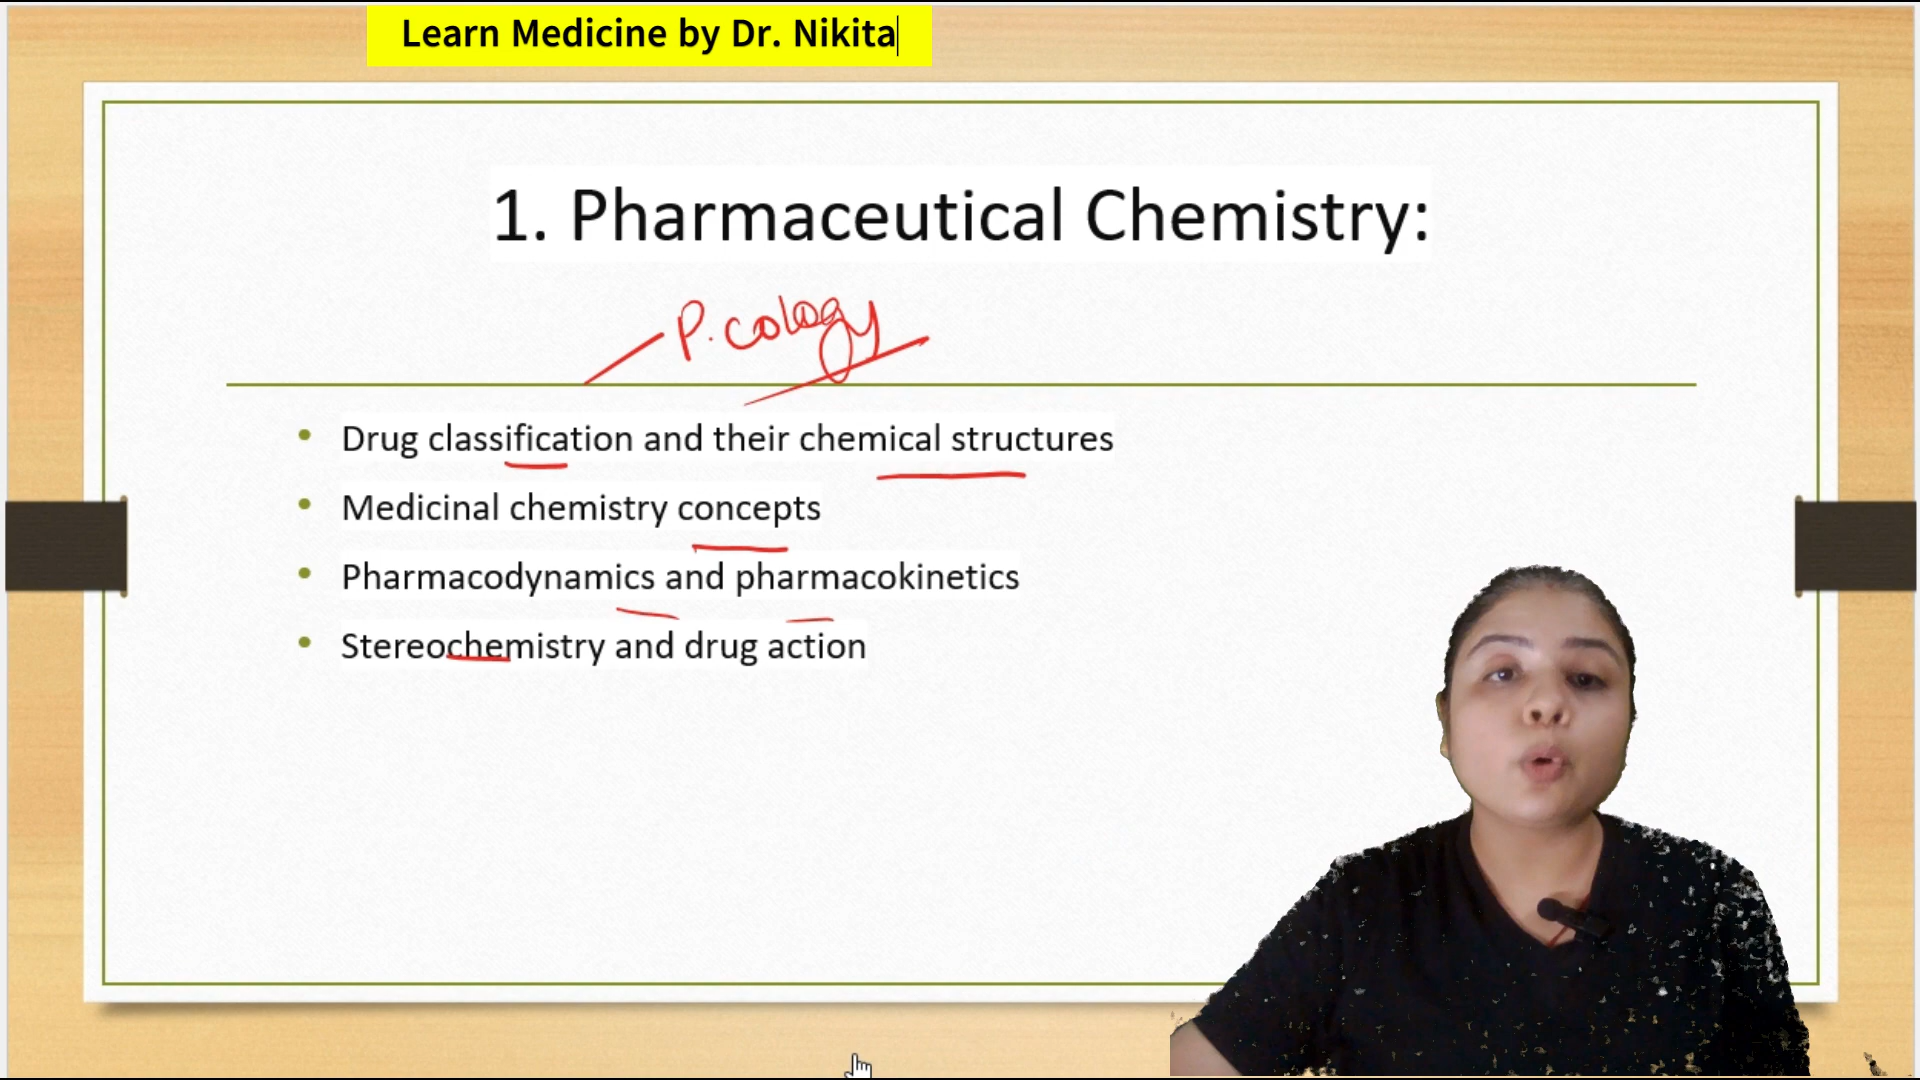 Learn Medicine by Dr. Nikita
1. Pharmaceutical Chemistry:
P.cology
• Drug classification and their chemical structures
• Medicinal chemistry concepts
• Pharmacodynamics and pharmacokinetics
• Stereochemistry and drug action